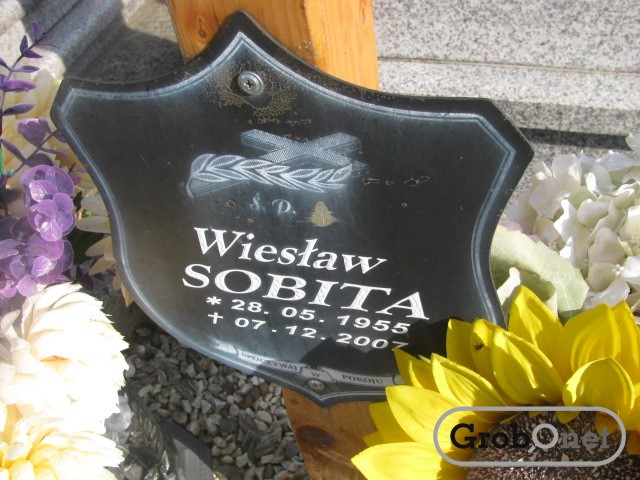 Ś. P.
Wiesław
SOBITA
* 28. 05. 1955
✝ 07. 12. 2007
SPOCZYWAJ W POKOJU
GrobOnet